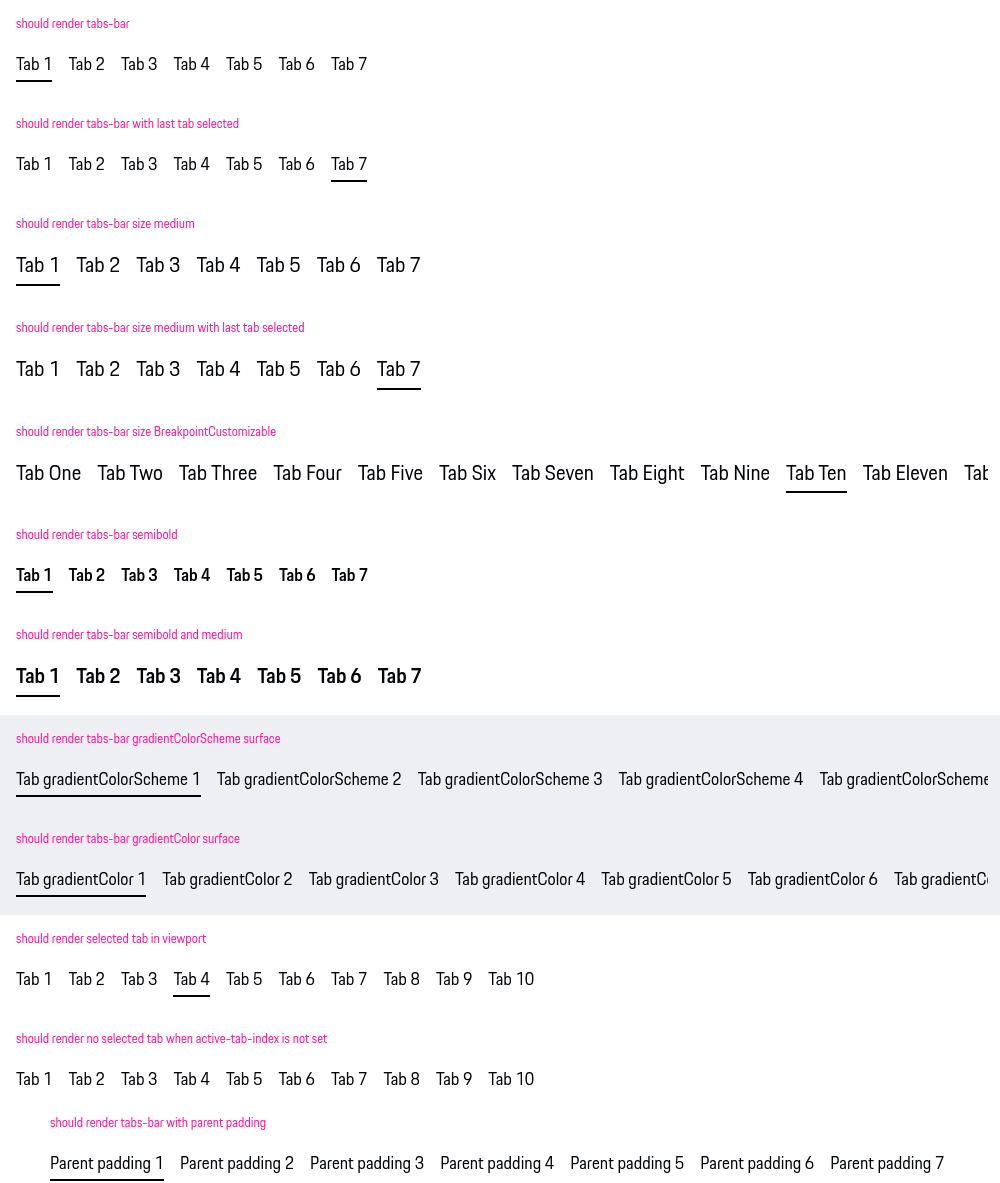 should render tabs-bar
Tab 1 Tab 2 Tab 3 Tab 4 Tab 5 Tab 6 Tab 7
should render tabs-bar with last tab selected
Tab 1 Tab 2 Tab 3 Tab 4 Tab 5 Tab 6 Tab 7
should render tabs-bar size medium
Tab 1 Tab 2 Tab 3 Tab 4 Tab 5 Tab 6 Tab 7
should render tabs-bar size medium with last tab selected
Tab 1 Tab 2 Tab 3 Tab 4 Tab 5 Tab 6 Tab 7
should render tabs-bar size BreakpointCustomizable
Tab One Tab Two Tab Three Tab Four Tab Five Tab Six Tab Seven Tab Eight Tab Nine Tab Ten Tab Eleven Tab
should render tabs-bar semibold
Tab 1 Tab 2 Tab 3 Tab 4 Tab 5 Tab 6 Tab 7
should render tabs-bar semibold and medium
Tab 1 Tab 2 Tab 3 Tab 4 Tab 5 Tab 6 Tab 7
should render tabs-bar gradientColorScheme surface
Tab gradientColorScheme 1 Tab gradientColorScheme 2 Tab gradientColorScheme 3 Tab gradientColorScheme 4 Tab gradientColorScheme
should render tabs-bar gradientColor surface
Tab gradientColor 1 Tab gradientColor 2 Tab gradientColor 3 Tab gradientColor 4 Tab gradientColor 5 Tab gradientColor 6 Tab gradientCo
should render selected tab in viewport
Tab 1 Tab 2 Tab 3 Tab 4 Tab 5 Tab 6 Tab 7 Tab 8 Tab 9 Tab 10
should render no selected tab when active-tab-index is not set
Tab 1 Tab 2 Tab 3 Tab 4 Tab 5 Tab 6 Tab 7 Tab 8 Tab 9 Tab 10
should render tabs-bar with parent padding
Parent padding 1 Parent padding 2 Parent padding 3 Parent padding 4 Parent padding 5 Parent padding 6 Parent padding 7